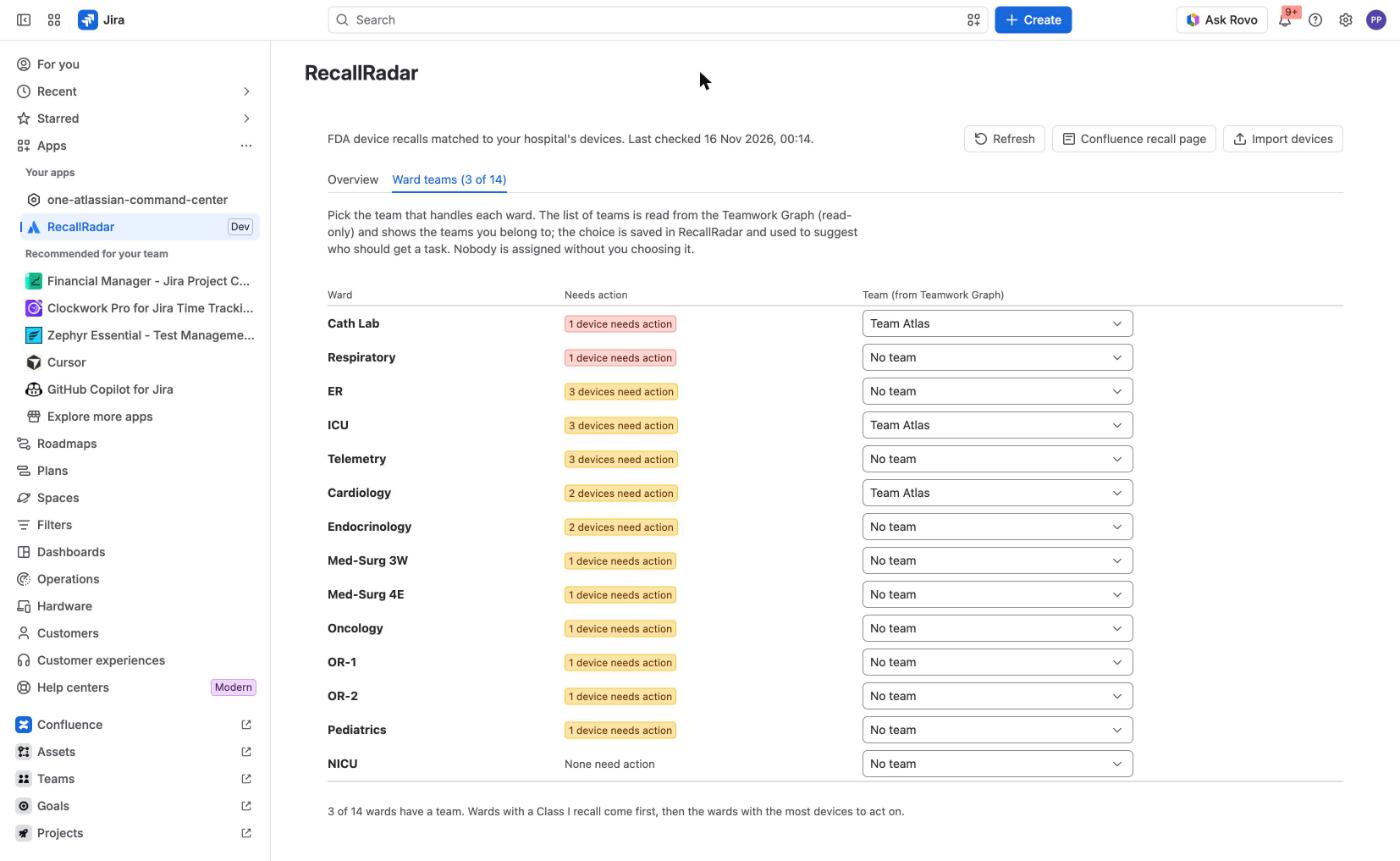 Jira
Search
Create
Ask Rovo
9+
PP
For you
Recent
Starred
Apps
Your apps
one-atlassian-command-center
RecallRadar
Dev
Recommended for your team
Financial Manager - Jira Project C...
Clockwork Pro for Jira Time Tracki...
Zephyr Essential - Test Manageme...
Cursor
GitHub Copilot for Jira
Explore more apps
Roadmaps
Plans
Spaces
Filters
Dashboards
Operations
Hardware
Customers
Customer experiences
Help centers
Modern
Confluence
Assets
Teams
Goals
Projects
RecallRadar
FDA device recalls matched to your hospital's devices. Last checked 16 Nov 2026, 00:14.
Refresh
Confluence recall page
Import devices
Overview
Ward teams (3 of 14)
Pick the team that handles each ward. The list of teams is read from the Teamwork Graph (read-
only) and shows the teams you belong to; the choice is saved in RecallRadar and used to suggest
who should get a task. Nobody is assigned without you choosing it.
Ward Needs action Team (from Teamwork Graph)
Cath Lab 1 device needs action Team Atlas
Respiratory 1 device needs action No team
ER 3 devices need action No team
ICU 3 devices need action Team Atlas
Telemetry 3 devices need action No team
Cardiology 2 devices need action Team Atlas
Endocrinology 2 devices need action No team
Med-Surg 3W 1 device needs action No team
Med-Surg 4E 1 device needs action No team
Oncology 1 device needs action No team
OR-1 1 device needs action No team
OR-2 1 device needs action No team
Pediatrics 1 device needs action No team
NICU None need action No team
3 of 14 wards have a team. Wards with a Class I recall come first, then the wards with the most devices to act on.